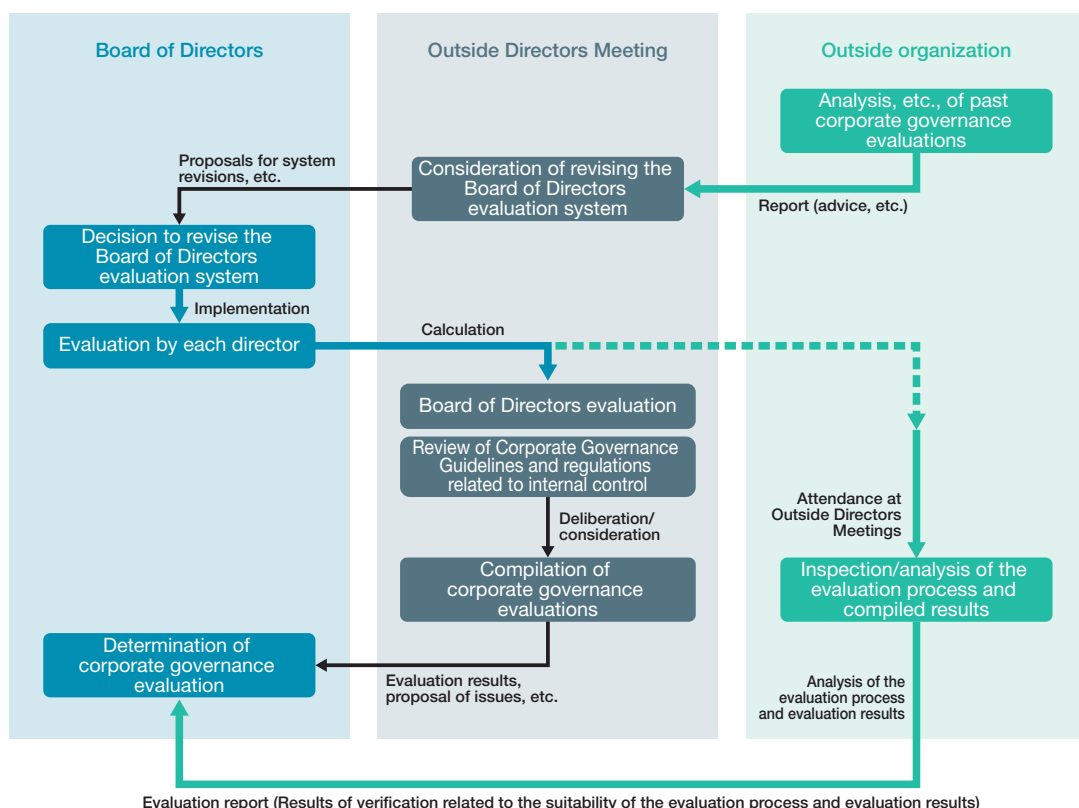 Board of Directors
Outside Directors Meeting
Outside organization
Analysis, etc., of past
corporate governance
evaluations
Proposals for system
revisions, etc.
Consideration of revising the
Board of Directors
evaluation system
Report (advice, etc.)
Decision to revise the
Board of Directors
evaluation system
Implementation
Evaluation by each director
Calculation
Board of Directors evaluation
Review of Corporate Governance
Guidelines and regulations
related to internal control
Attendance at
Outside Directors
Meetings
Deliberation/
consideration
Compilation of
corporate governance
evaluations
Inspection/analysis of the
evaluation process and
compiled results
Determination of
corporate governance
evaluation
Evaluation results,
proposal of issues, etc.
Analysis of the
evaluation process
and evaluation results
Evaluation report (Results of verification related to the suitability of the evaluation process and evaluation results)